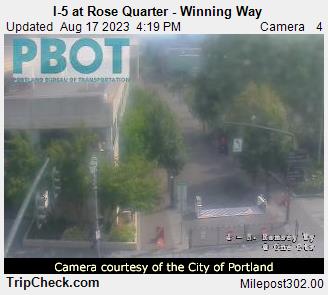 I-5 at Rose Quarter - Winning Way
Updated Aug 17 2023 4:19 PM Camera 4
PBOT
PORTLAND BUREAU OF TRANSPORTATION
Camera courtesy of the City of Portland
TripCheck.com Milepost302.00